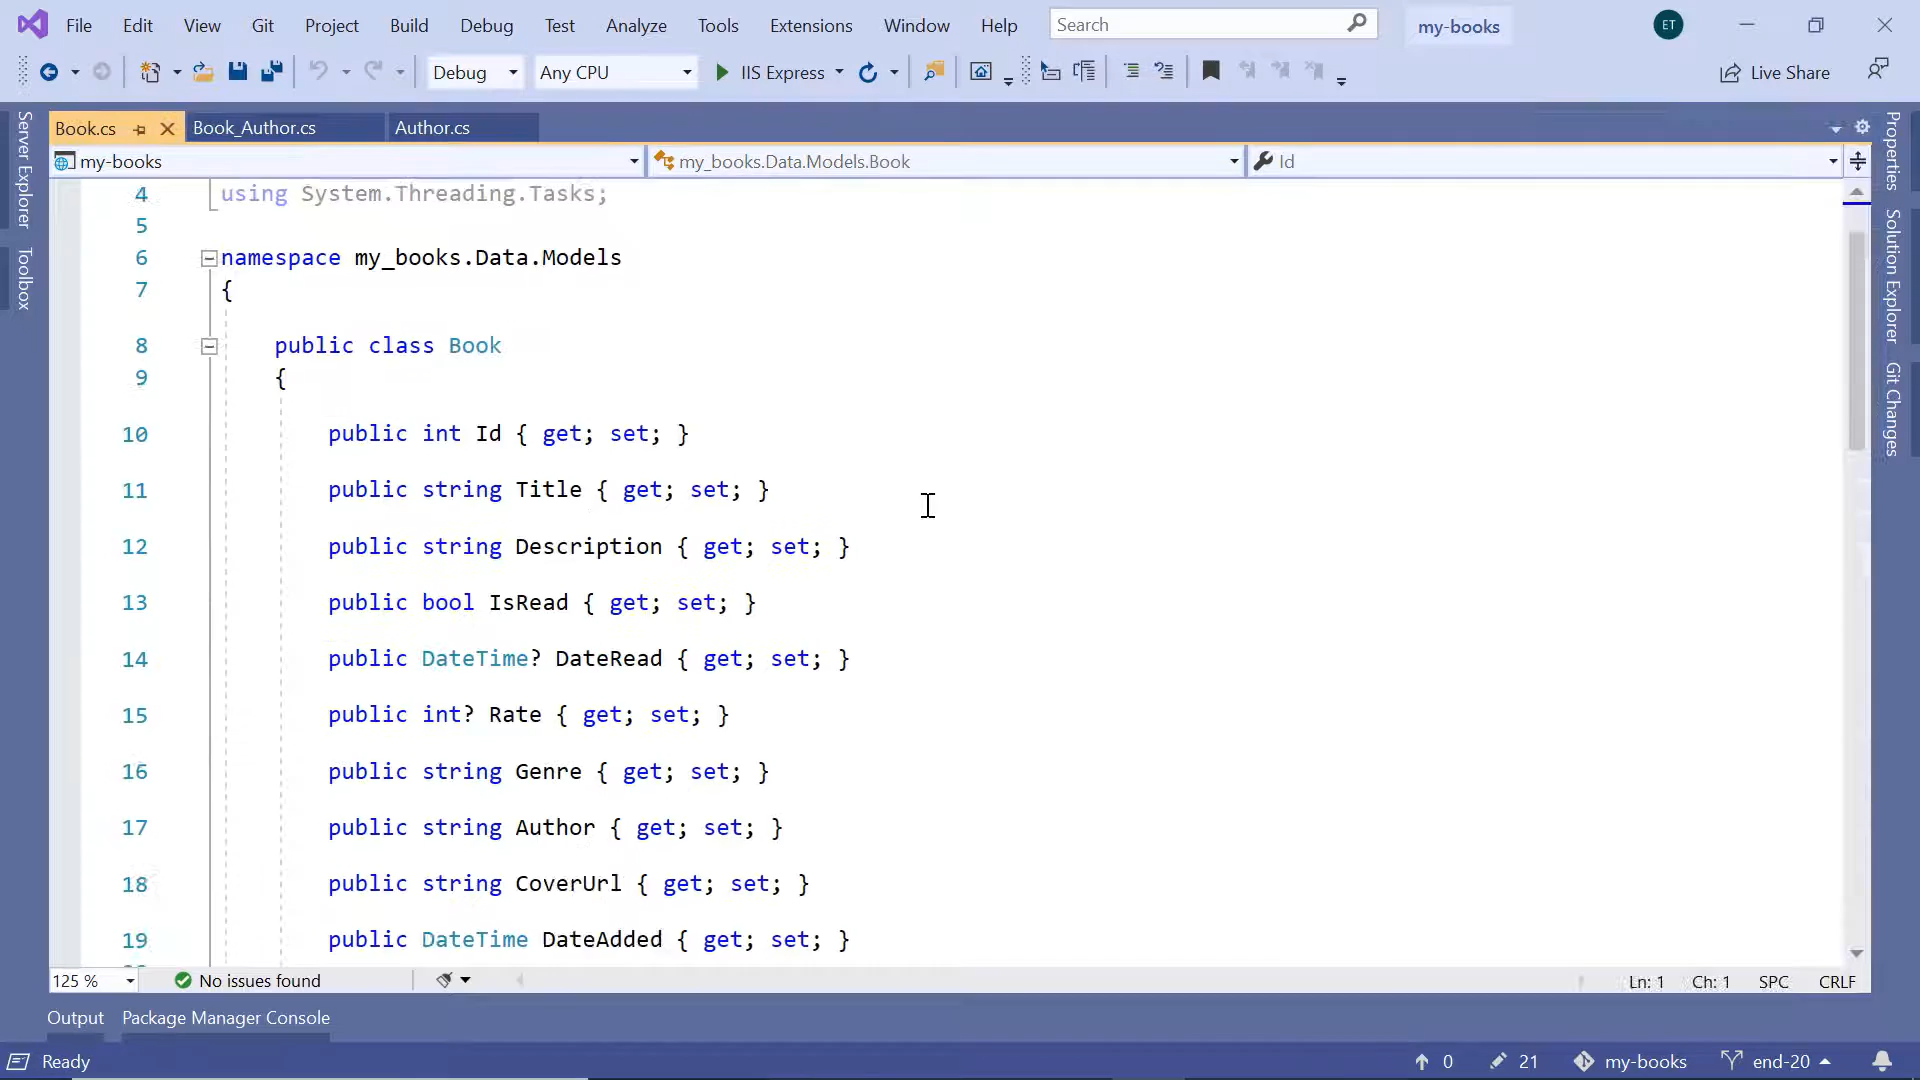 File Edit View Git Project Build Debug Test Analyze Tools Extensions Window Help Search my-books ET
Debug Any CPU IIS Express Live Share
Book.cs Book_Author.cs Author.cs
my-books my_books.Data.Models.Book Id
Server Explorer
Toolbox
Properties
Solution Explorer
Git Changes
4 using System.Threading.Tasks;
5
6 namespace my_books.Data.Models
7 {
8 public class Book
9 {
10 public int Id { get; set; }
11 public string Title { get; set; }
12 public string Description { get; set; }
13 public bool IsRead { get; set; }
14 public DateTime? DateRead { get; set; }
15 public int? Rate { get; set; }
16 public string Genre { get; set; }
17 public string Author { get; set; }
18 public string CoverUrl { get; set; }
19 public DateTime DateAdded { get; set; }
125 % No issues found Ln: 1 Ch: 1 SPC CRLF
Output Package Manager Console
Ready 0 21 my-books end-20